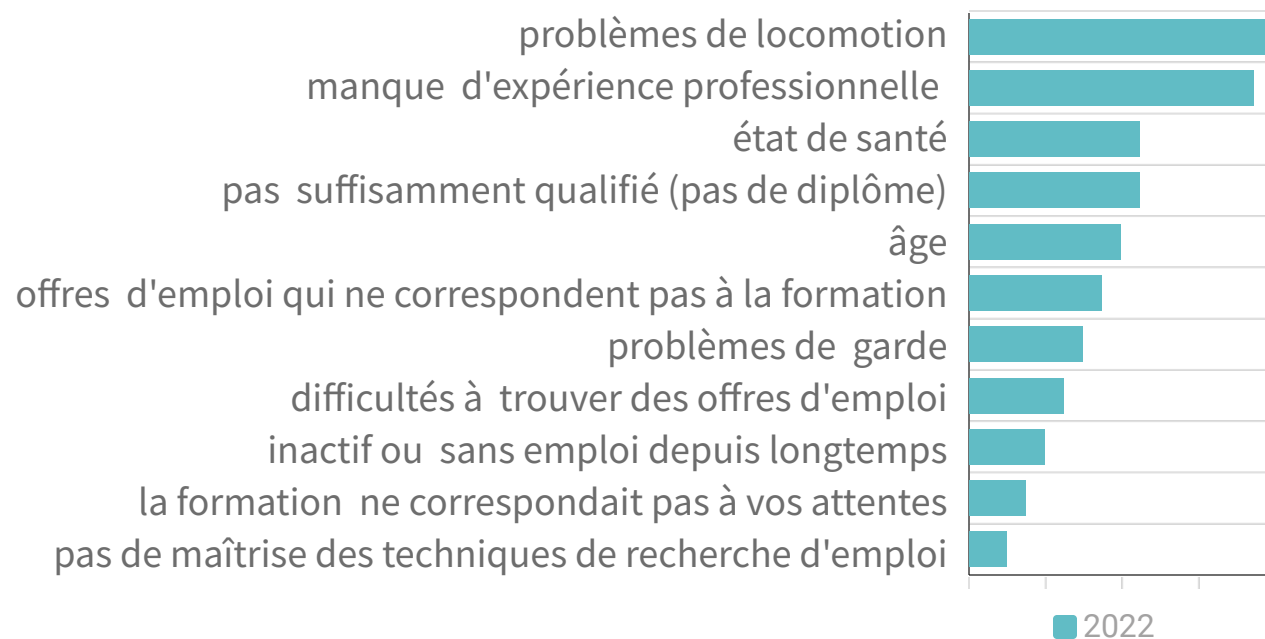 problèmes de locomotion
manque d'expérience professionnelle
état de santé
pas suffisamment qualifié (pas de diplôme)
âge
offres d'emploi qui ne correspondent pas à la formation
problèmes de garde
difficultés à trouver des offres d'emploi
inactif ou sans emploi depuis longtemps
la formation ne correspondait pas à vos attentes
pas de maîtrise des techniques de recherche d'emploi
2022